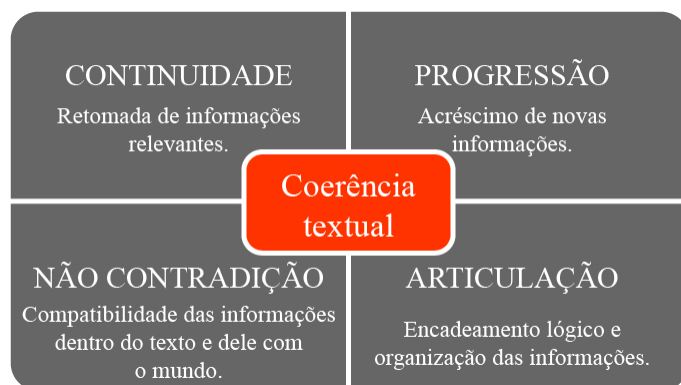 CONTINUIDADE
Retomada de informações
relevantes.
PROGRESSÃO
Acréscimo de novas
informações.
Coerência
textual
NÃO CONTRADIÇÃO
Compatibilidade das informações
dentro do texto e dele com
o mundo.
ARTICULAÇÃO
Encadeamento lógico e
organização das informações.